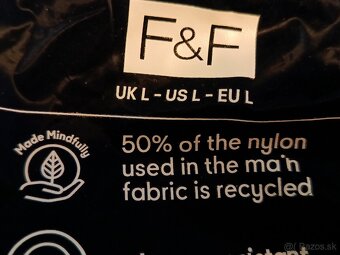 F&F
UK L - US L - EU L
Made Mindfully
50% of the nylon
used in the main
fabric is recycled
Bazos.sk